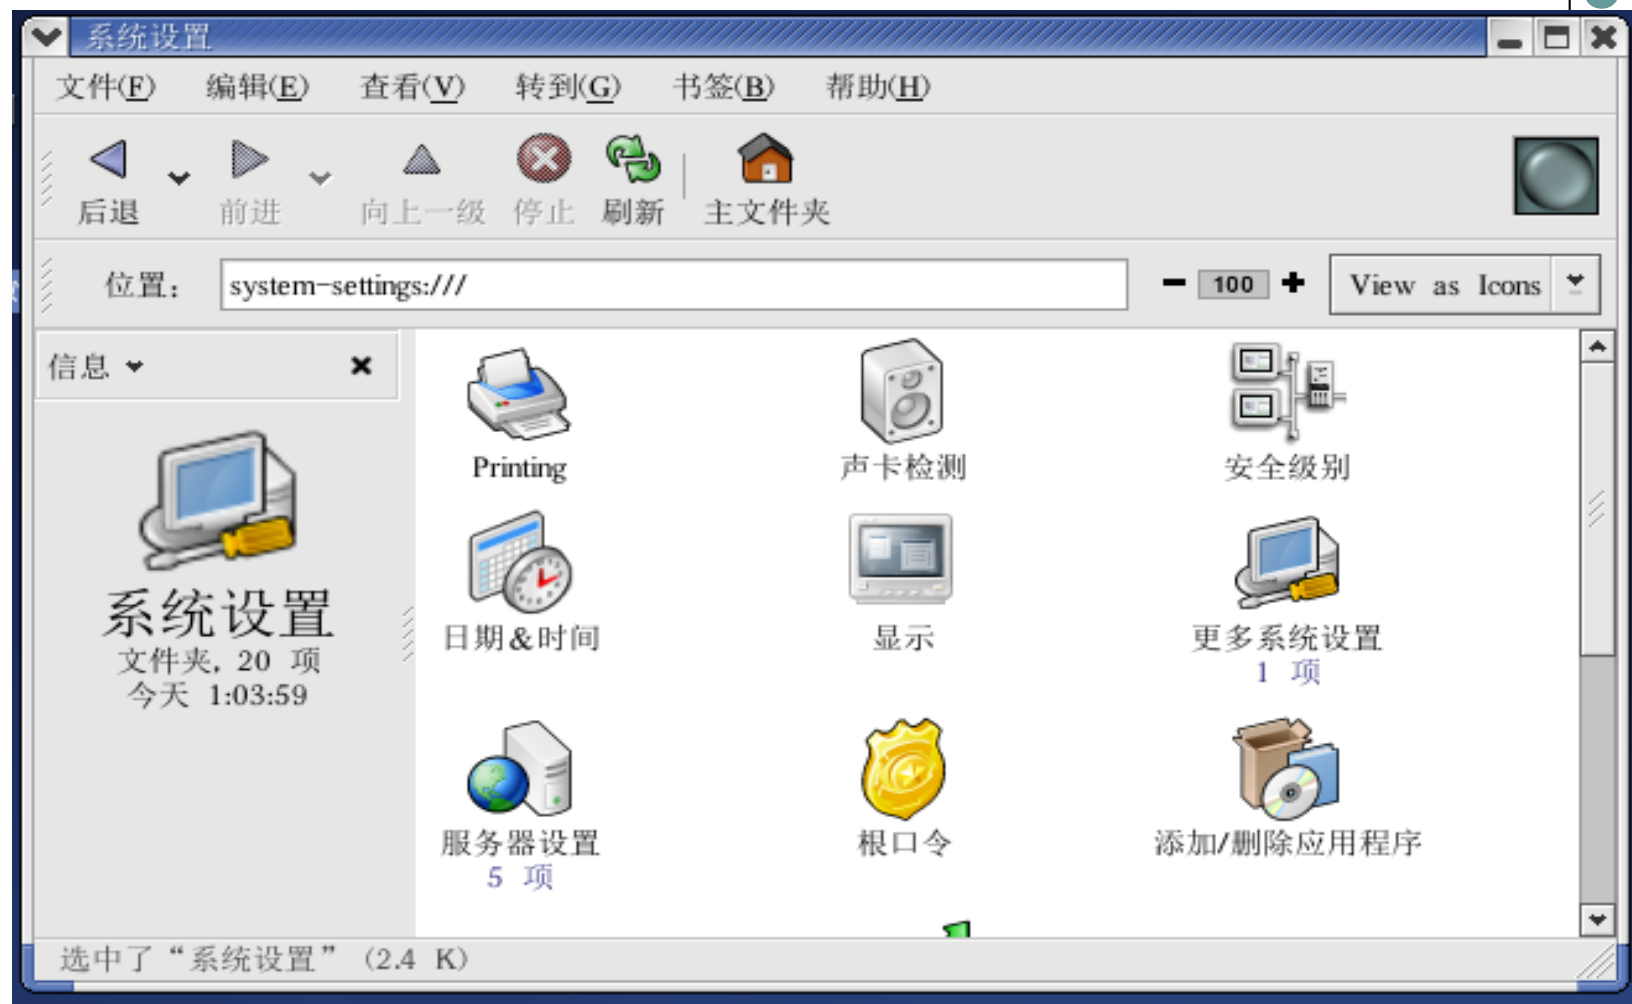 系统设置
文件(F) 编辑(E) 查看(V) 转到(G) 书签(B) 帮助(H)
后退 前进 向上一级 停止 刷新 主文件夹
位置: system-settings:/// 100 View as Icons
信息
系统设置
文件夹, 20 项
今天 1:03:59
Printing 声卡检测 安全级别
日期&时间 显示 更多系统设置
1 项
服务器设置 根口令 添加/删除应用程序
5 项
选中了“系统设置” (2.4 K)